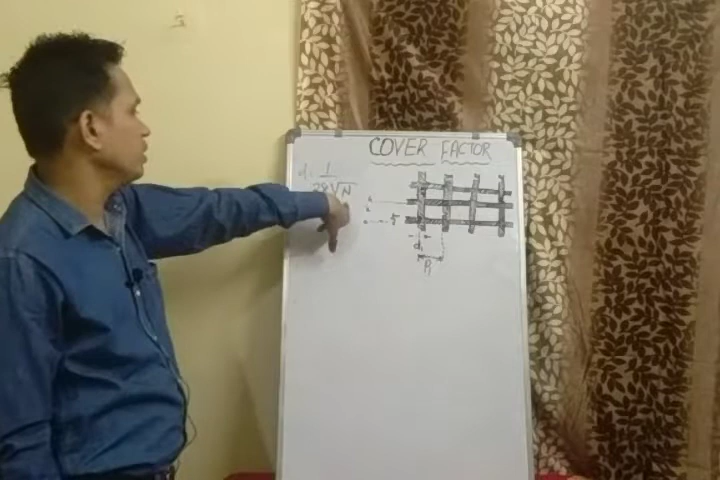 COVER FACTOR
d = 1
28√N
d
P